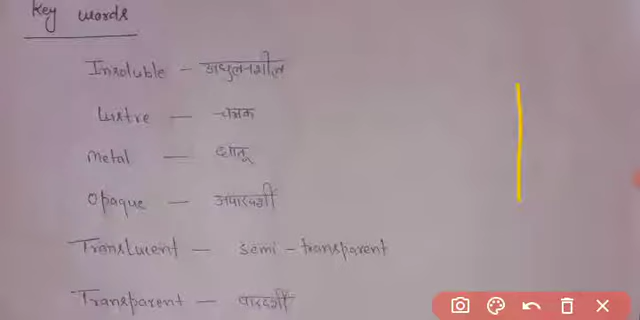 Key words
Insoluble - अघुलनशील
Lustre — चमक
Metal — धातू
Opaque — अपारदर्शी
Translucent — semi-transparent
Transparent — पारदर्शी